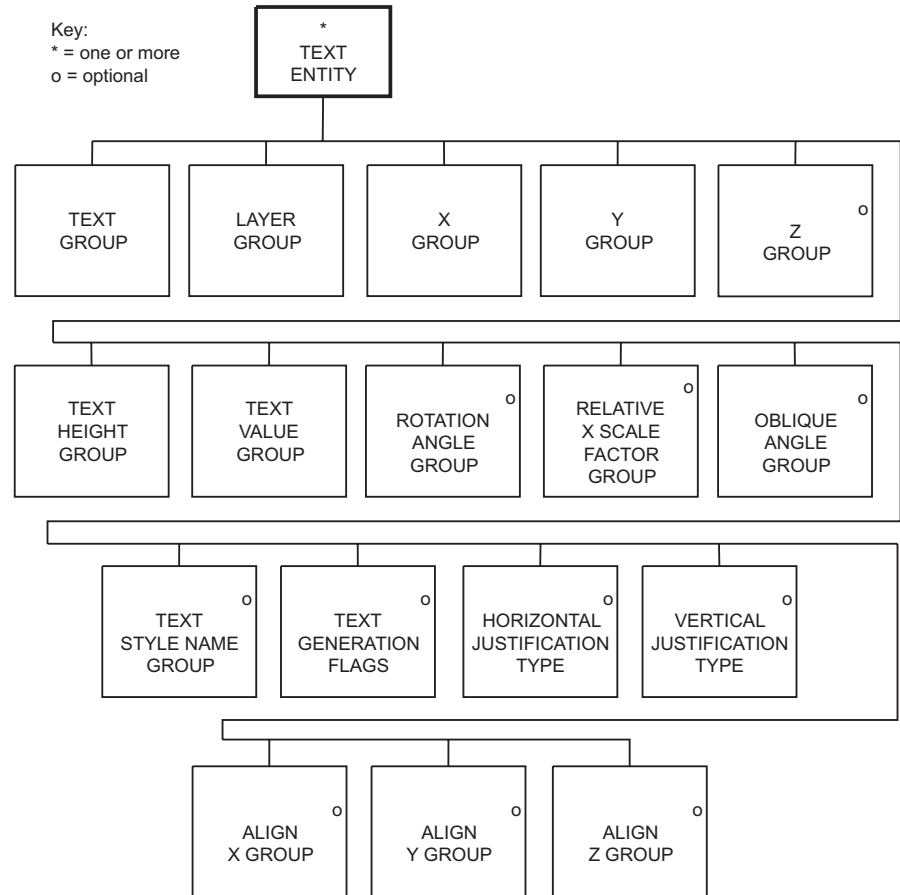 Key:
* = one or more
o = optional
*
TEXT
ENTITY
TEXT
GROUP
LAYER
GROUP
X
GROUP
Y
GROUP
o
Z
GROUP
TEXT
HEIGHT
GROUP
TEXT
VALUE
GROUP
o
ROTATION
ANGLE
GROUP
o
RELATIVE
X SCALE
FACTOR
GROUP
o
OBLIQUE
ANGLE
GROUP
o
TEXT
STYLE NAME
GROUP
o
TEXT
GENERATION
FLAGS
o
HORIZONTAL
JUSTIFICATION
TYPE
o
VERTICAL
JUSTIFICATION
TYPE
o
ALIGN
X GROUP
o
ALIGN
Y GROUP
o
ALIGN
Z GROUP